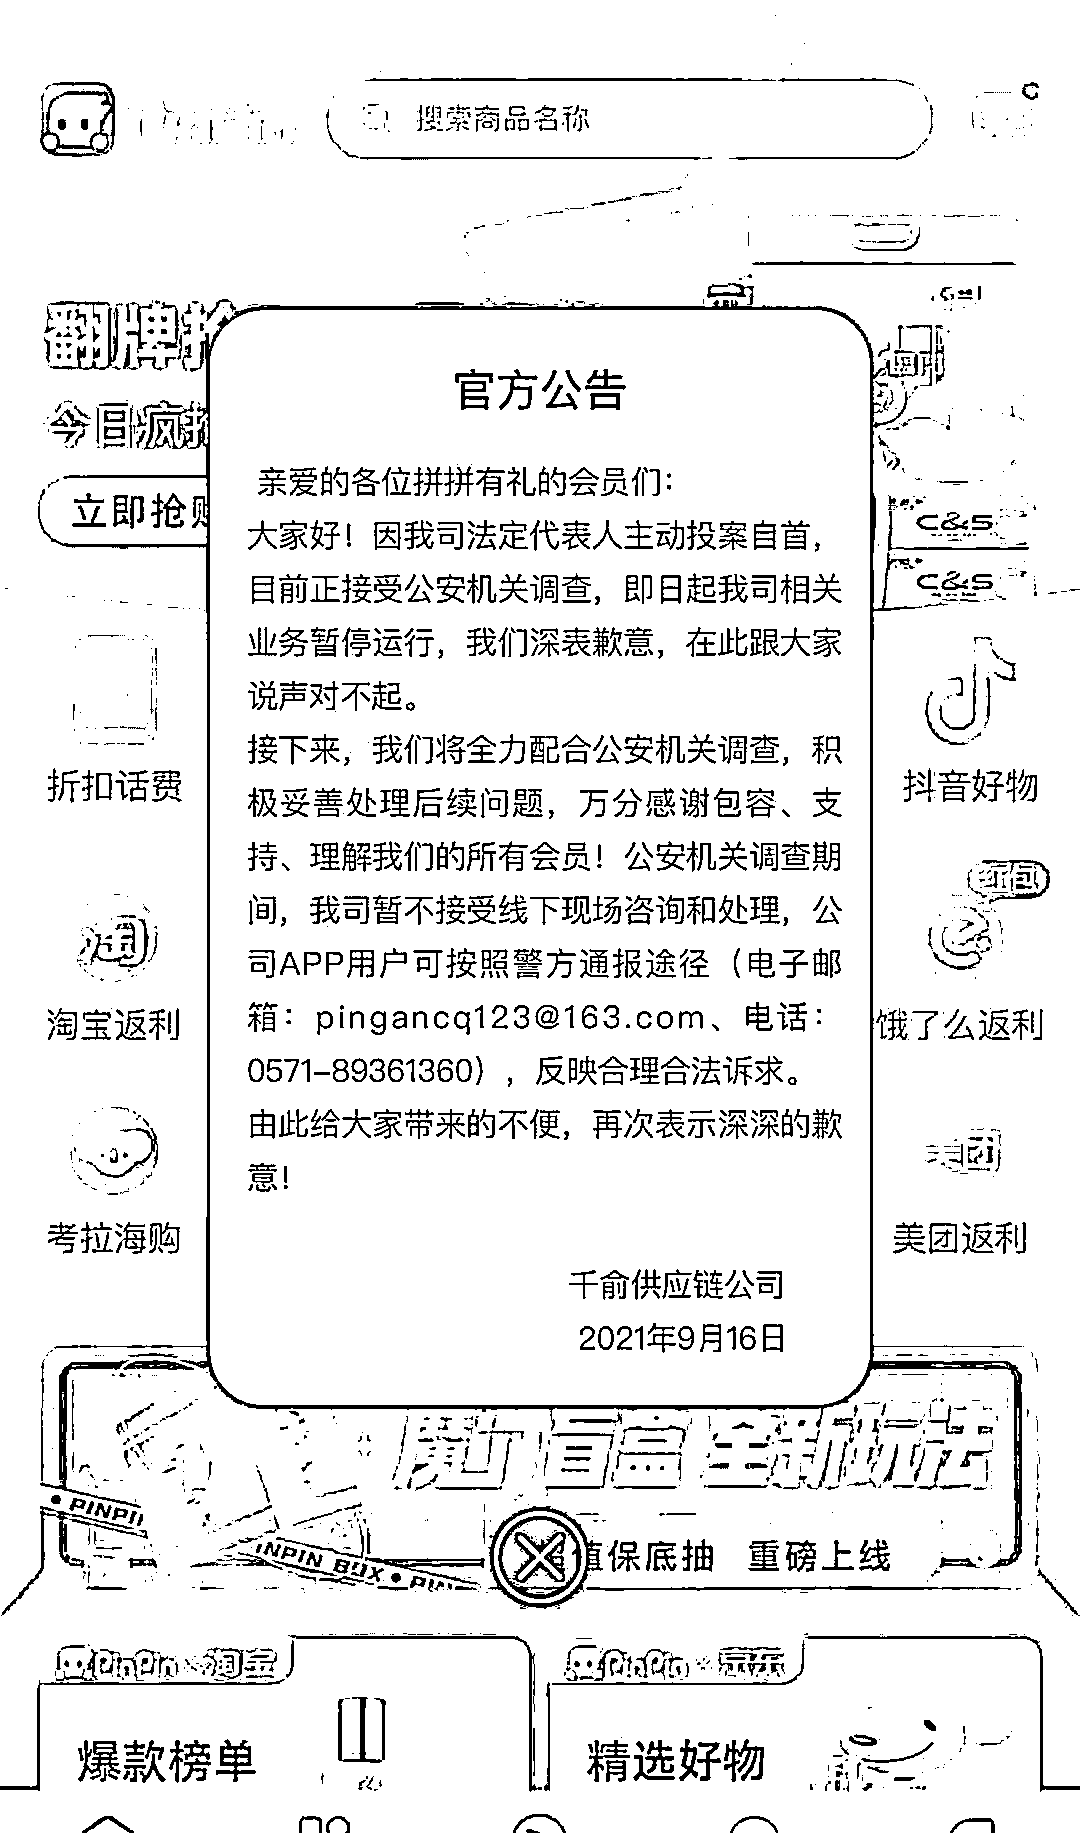 搜索商品名称
翻牌抢
今日疯抢
立即抢购
C&S
C&S
官方公告
亲爱的各位拼拼有礼的会员们：
大家好！因我司法定代表人主动投案自首，
目前正接受公安机关调查，即日起我司相关
业务暂停运行，我们深表歉意，在此跟大家
说声对不起。
接下来，我们将全力配合公安机关调查，积
极妥善处理后续问题，万分感谢包容、支
持、理解我们的所有会员！公安机关调查期
间，我司暂不接受线下现场咨询和处理，公
司APP用户可按照警方通报途径（电子邮
箱：pingancq123@163.com、电话：
0571-89361360），反映合理合法诉求。
由此给大家带来的不便，再次表示深深的歉
意！
千俞供应链公司
2021年9月16日
折扣话费
抖音好物
淘
红包
淘宝返利
饿了么返利
美团
考拉海购
美团返利
魔盒 盲盒 全新玩法
值保底抽 重磅上线
PINPIN
INPIN BOX • PIN
PinPin×淘宝
PinPin×京东
爆款榜单
精选好物